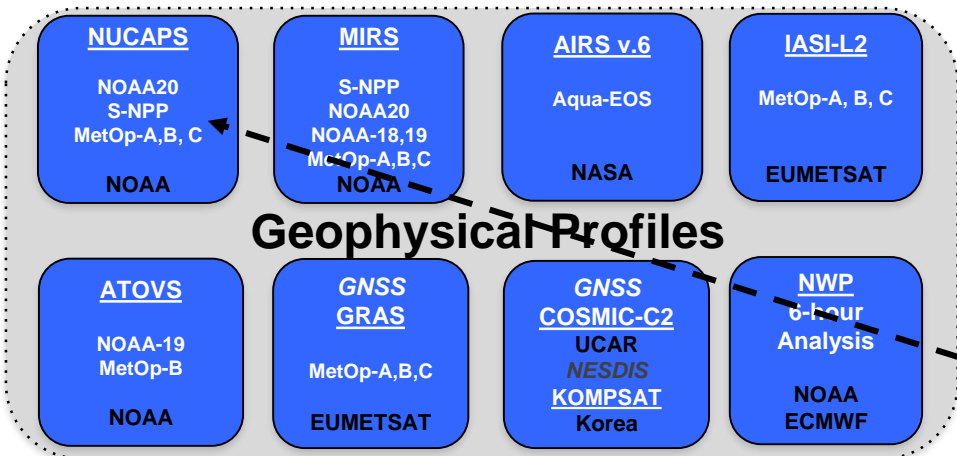 NUCAPS
NOAA20
S-NPP
MetOp-A,B, C
NOAA
MIRS
S-NPP
NOAA20
NOAA-18,19
MetOp-A,B,C
NOAA
AIRS v.6
Aqua-EOS
NASA
IASI-L2
MetOp-A, B, C
EUMETSAT
Geophysical Profiles
ATOVS
NOAA-19
MetOp-B
NOAA
GNSS
GRAS
MetOp-A,B,C
EUMETSAT
GNSS
COSMIC-C2
UCAR
NESDIS
KOMPSAT
Korea
NWP
6-hour
Analysis
NOAA
ECMWF